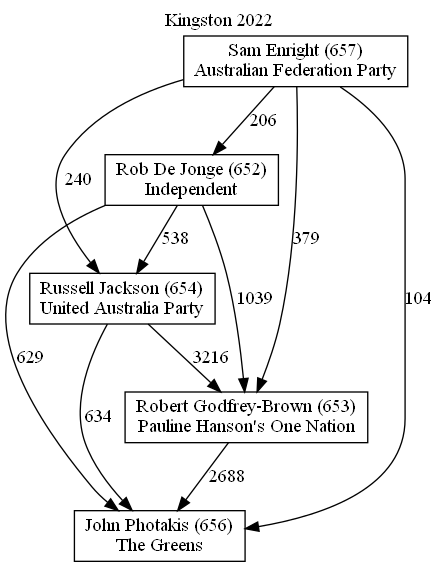 Kingston 2022
Sam Enright (657)
Australian Federation Party
206
Rob De Jonge (652)
Independent
240
538
379
Russell Jackson (654)
United Australia Party
1039
104
629
3216
634
Robert Godfrey-Brown (653)
Pauline Hanson's One Nation
2688
John Photakis (656)
The Greens